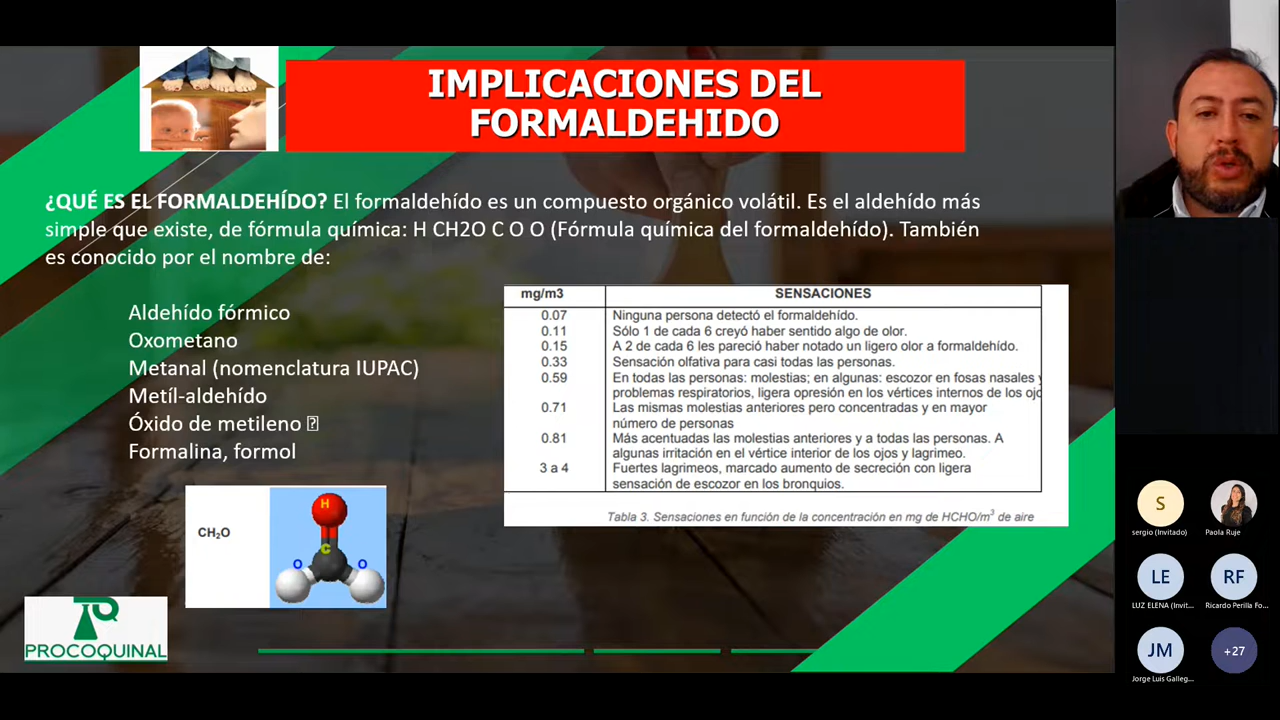 IMPLICACIONES DEL
FORMALDEHIDO
¿QUÉ ES EL FORMALDEHÍDO? El formaldehído es un compuesto orgánico volátil. Es el aldehído más
simple que existe, de fórmula química: H CH2O C O O (Fórmula química del formaldehído). También
es conocido por el nombre de:
Aldehído fórmico
Oxometano
Metanal (nomenclatura IUPAC)
Metíl-aldehído
Óxido de metileno
Formalina, formol
mg/m3 SENSACIONES
0.07 Ninguna persona detectó el formaldehído.
0.11 Sólo 1 de cada 6 creyó haber sentido algo de olor.
0.15 A 2 de cada 6 les pareció haber notado un ligero olor a formaldehído.
0.33 Sensación olfativa para casi todas las personas.
0.59 En todas las personas: molestias; en algunas: escozor en fosas nasales y
problemas respiratorios, ligera opresión en los vértices internos de los ojo
0.71 Las mismas molestias anteriores pero concentradas y en mayor
número de personas
0.81 Más acentuadas las molestias anteriores y a todas las personas. A
algunas irritación en el vértice interior de los ojos y lagrimeo.
3 a 4 Fuertes lagrimeos, marcado aumento de secreción con ligera
sensación de escozor en los bronquios.
Tabla 3. Sensaciones en función de la concentración en mg de HCHO/m³ de aire
CH₂O
H
C
O O
PROCOQUINAL
S
sergio (Invitado) Paola Ruje
LE RF
LUZ ELENA (Invit... Ricardo Perilla Fo...
JM +27
Jorge Luis Galleg...